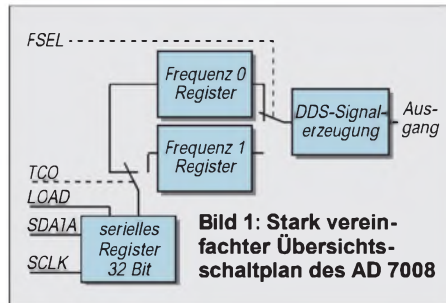 FSEL
Frequenz 0
Register
DDS-Signal-
erzeugung
Aus-
gang
Frequenz 1
Register
TC0
LOAD
SDATA
SCLK
serielles
Register
32 Bit
Bild 1: Stark verein-
fachter Übersichts-
schaltplan des AD 7008